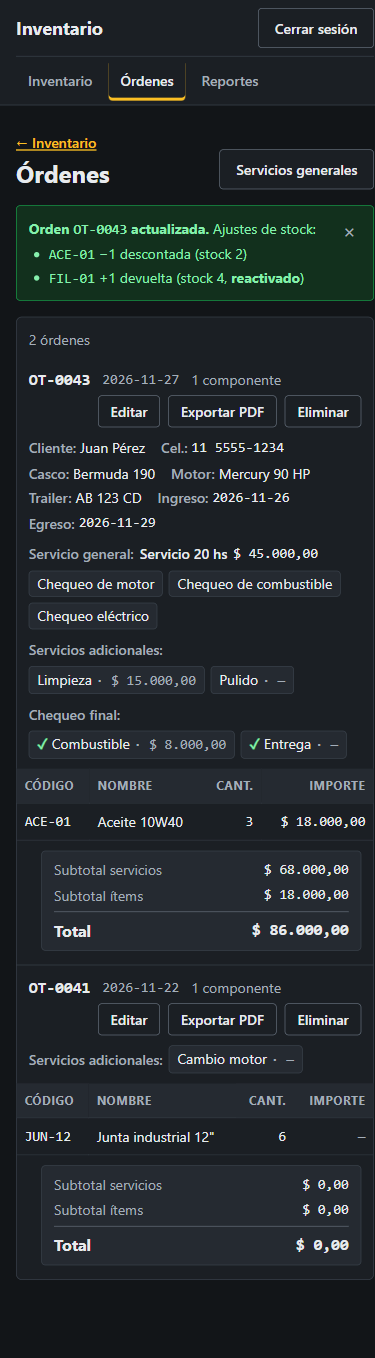 Inventario
Cerrar sesión
Inventario Órdenes Reportes
← Inventario
Órdenes
Servicios generales
Orden OT-0043 actualizada. Ajustes de stock: ×
• ACE-01 −1 descontada (stock 2)
• FIL-01 +1 devuelta (stock 4, reactivado)
2 órdenes
OT-0043 2026-11-27 1 componente
Editar Exportar PDF Eliminar
Cliente: Juan Pérez Cel.: 11 5555-1234
Casco: Bermuda 190 Motor: Mercury 90 HP
Trailer: AB 123 CD Ingreso: 2026-11-26
Egreso: 2026-11-29
Servicio general: Servicio 20 hs $ 45.000,00
Chequeo de motor Chequeo de combustible
Chequeo eléctrico
Servicios adicionales:
Limpieza · $ 15.000,00 Pulido · —
Chequeo final:
✓ Combustible · $ 8.000,00 ✓ Entrega · —
CÓDIGO NOMBRE CANT. IMPORTE
ACE-01 Aceite 10W40 3 $ 18.000,00
Subtotal servicios $ 68.000,00
Subtotal ítems $ 18.000,00
Total $ 86.000,00
OT-0041 2026-11-22 1 componente
Editar Exportar PDF Eliminar
Servicios adicionales: Cambio motor · —
CÓDIGO NOMBRE CANT. IMPORTE
JUN-12 Junta industrial 12" 6 —
Subtotal servicios $ 0,00
Subtotal ítems $ 0,00
Total $ 0,00